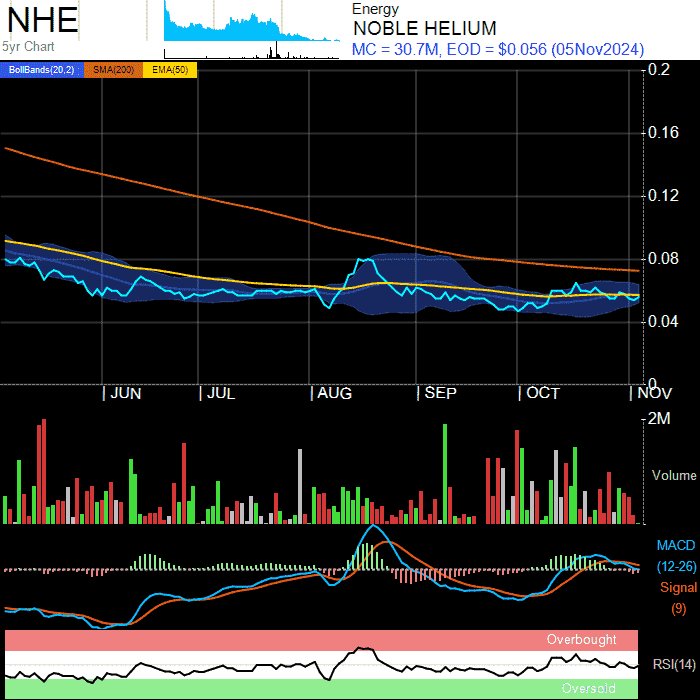 NHE
5yr Chart
Energy
NOBLE HELIUM
MC = 30.7M, EOD = $0.056 (05Nov2024)
BollBands(20,2) SMA(200) EMA(50)
0.2
0.16
0.12
0.08
0.04
0
JUN JUL AUG SEP OCT NOV
2M
Volume
MACD
(12-26)
Signal
(9)
Overbought
RSI(14)
Oversold